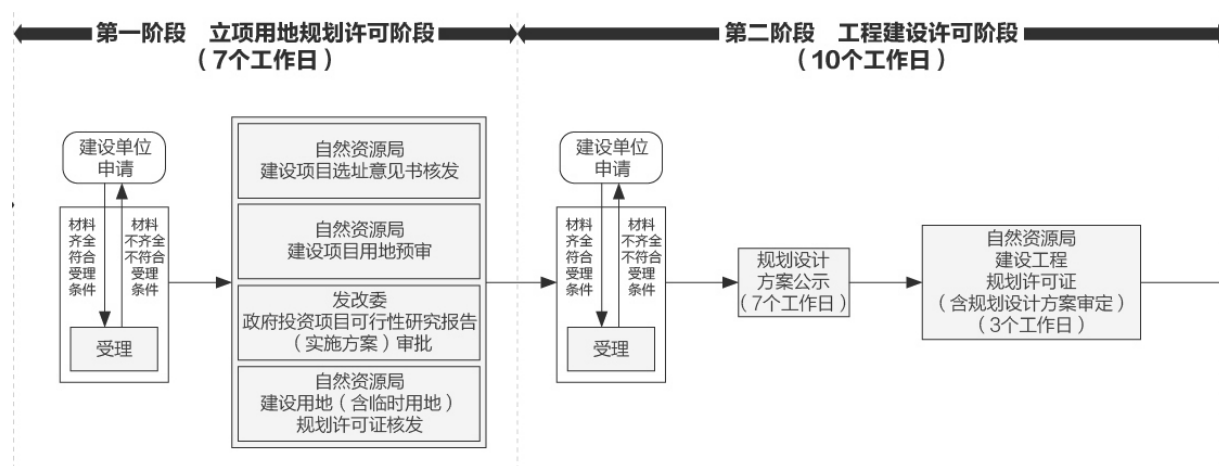 第一阶段 立项用地规划许可阶段
（7个工作日）
第二阶段 工程建设许可阶段
（10个工作日）
建设单位
申请
材料
齐全
符合
受理
条件
材料
不齐全
不符合
受理
条件
受理
自然资源局
建设项目选址意见书核发
自然资源局
建设项目用地预审
发改委
政府投资项目可行性研究报告
（实施方案）审批
自然资源局
建设用地（含临时用地）
规划许可证核发
建设单位
申请
材料
齐全
符合
受理
条件
材料
不齐全
不符合
受理
条件
受理
规划设计
方案公示
（7个工作日）
自然资源局
建设工程
规划许可证
（含规划设计方案审定）
（3个工作日）